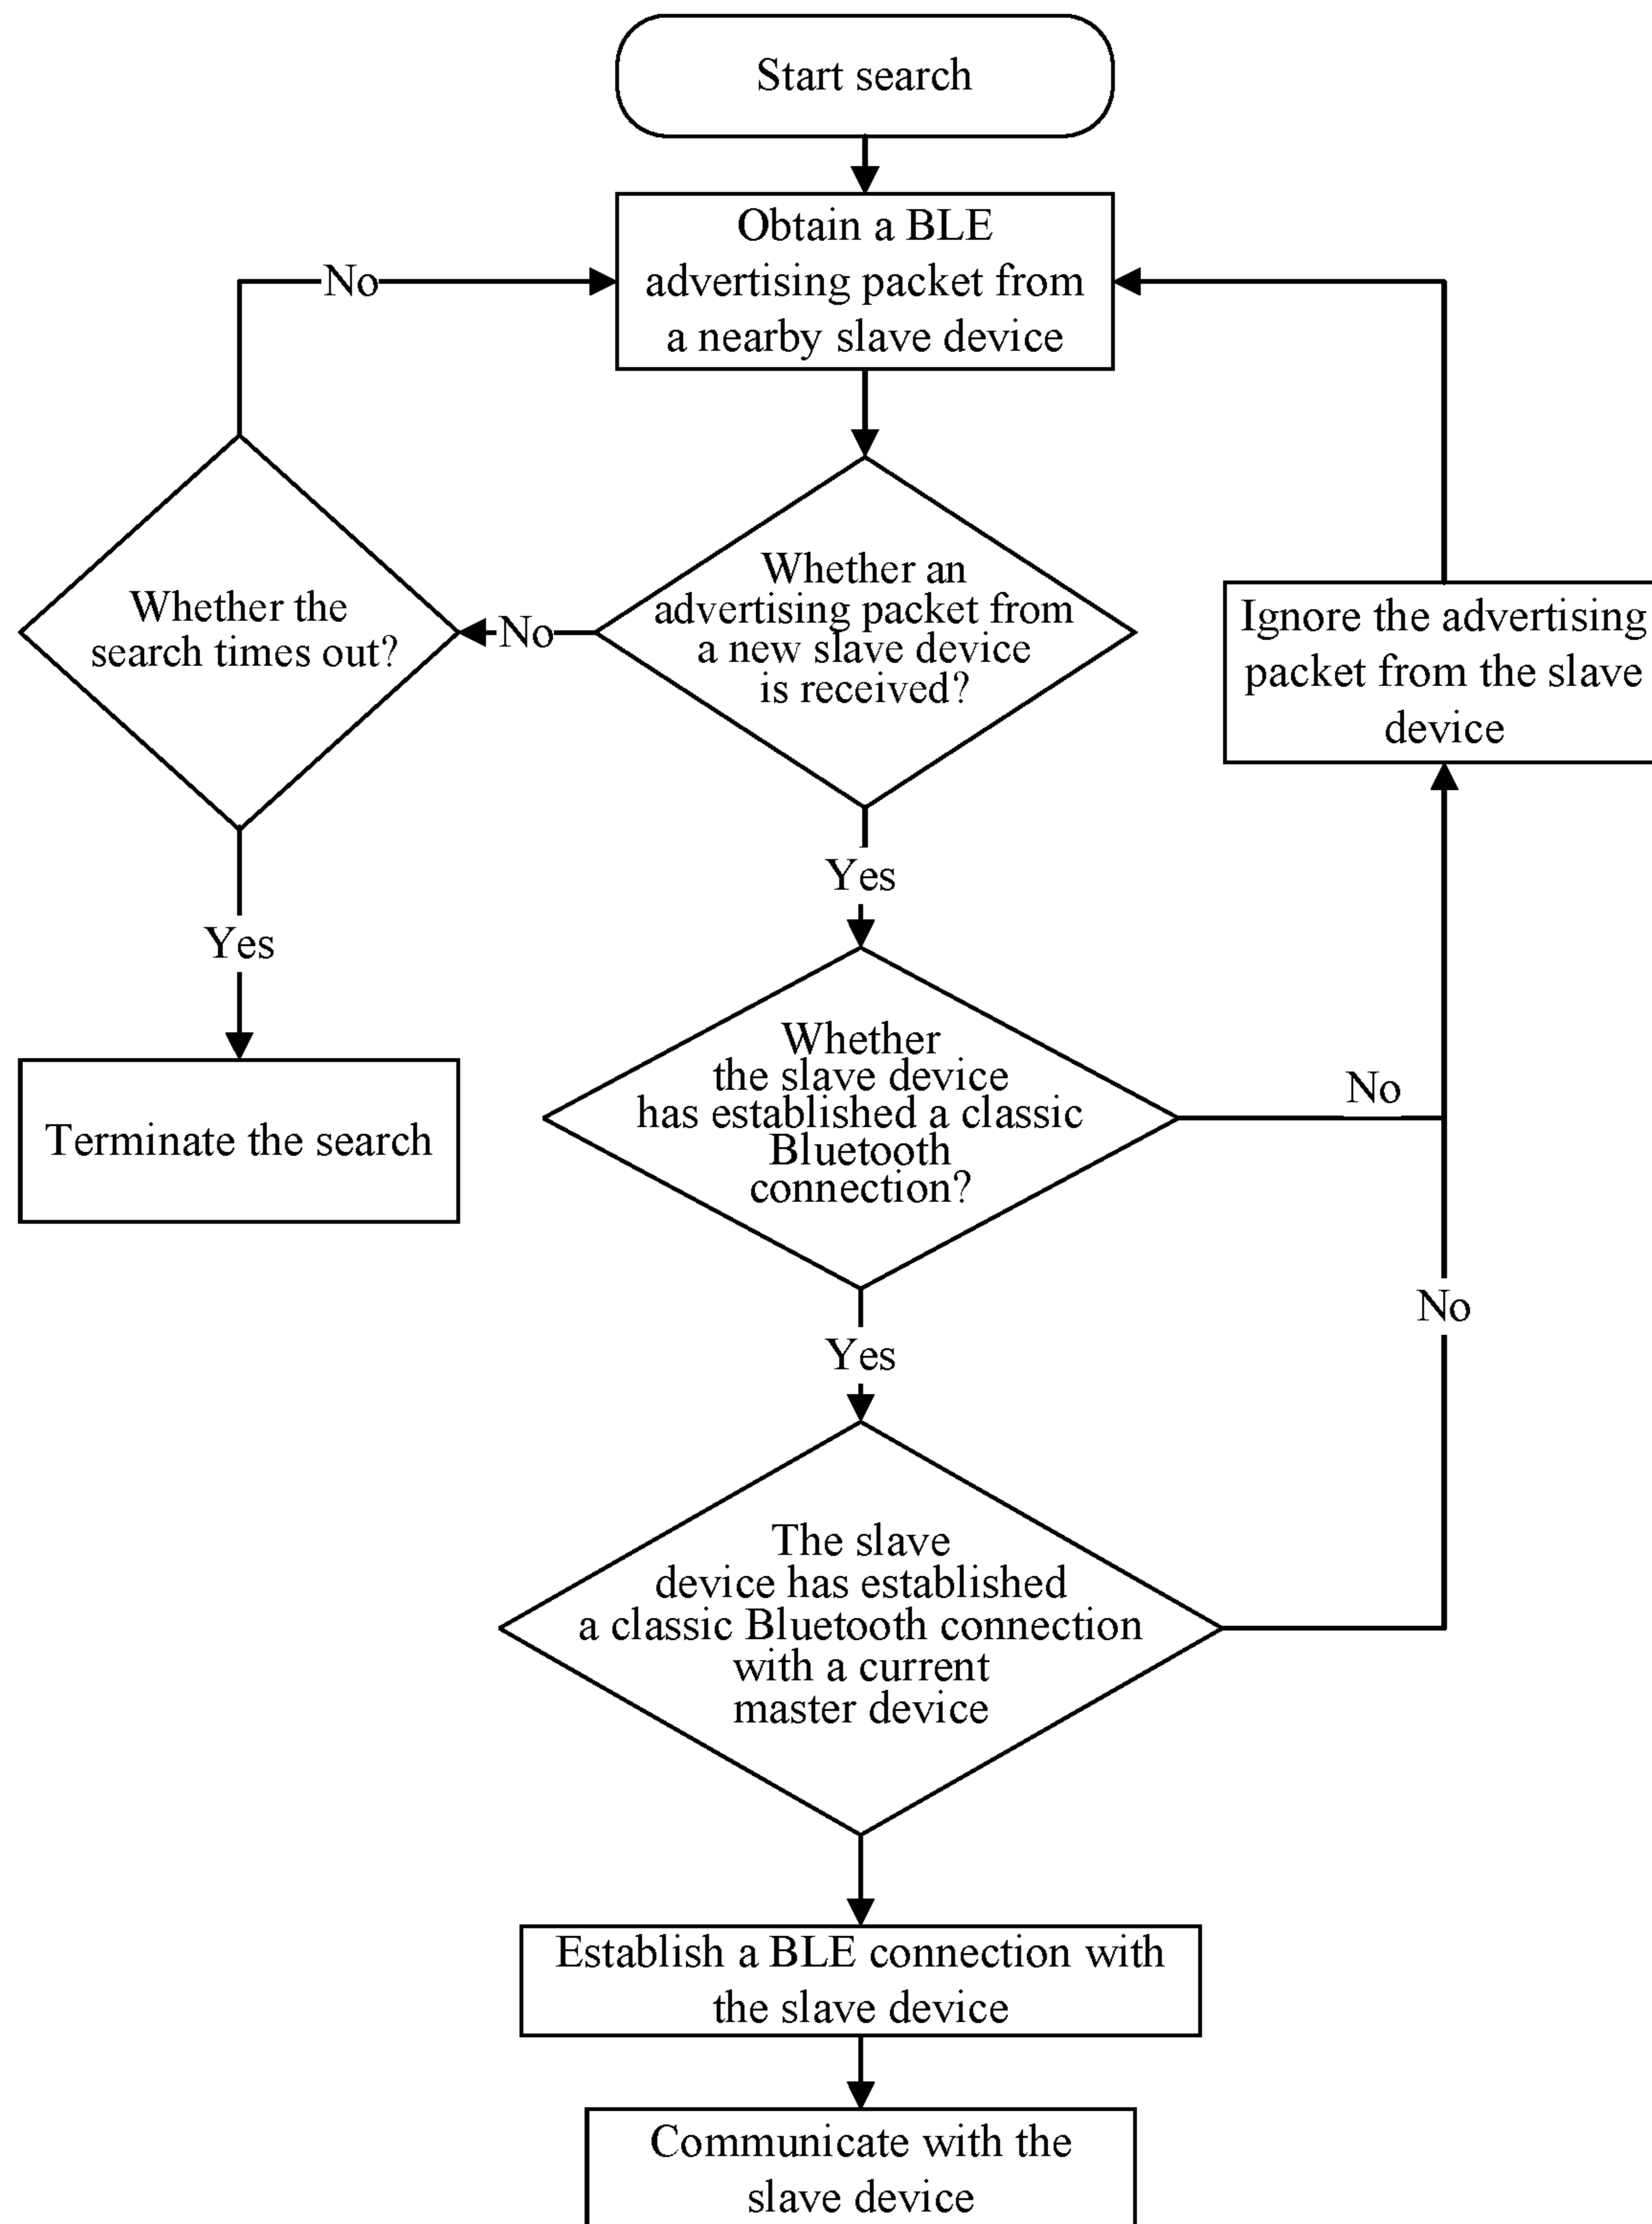 Start search
Obtain a BLE
advertising packet from
a nearby slave device
No
Whether an
advertising packet from
a new slave device
is received?
No
Whether the
search times out?
Ignore the advertising
packet from the slave
device
Yes
Yes
Terminate the search
Whether
the slave device
has established a classic
Bluetooth
connection?
No
No
Yes
The slave
device has established
a classic Bluetooth connection
with a current
master device
Establish a BLE connection with
the slave device
Communicate with the
slave device